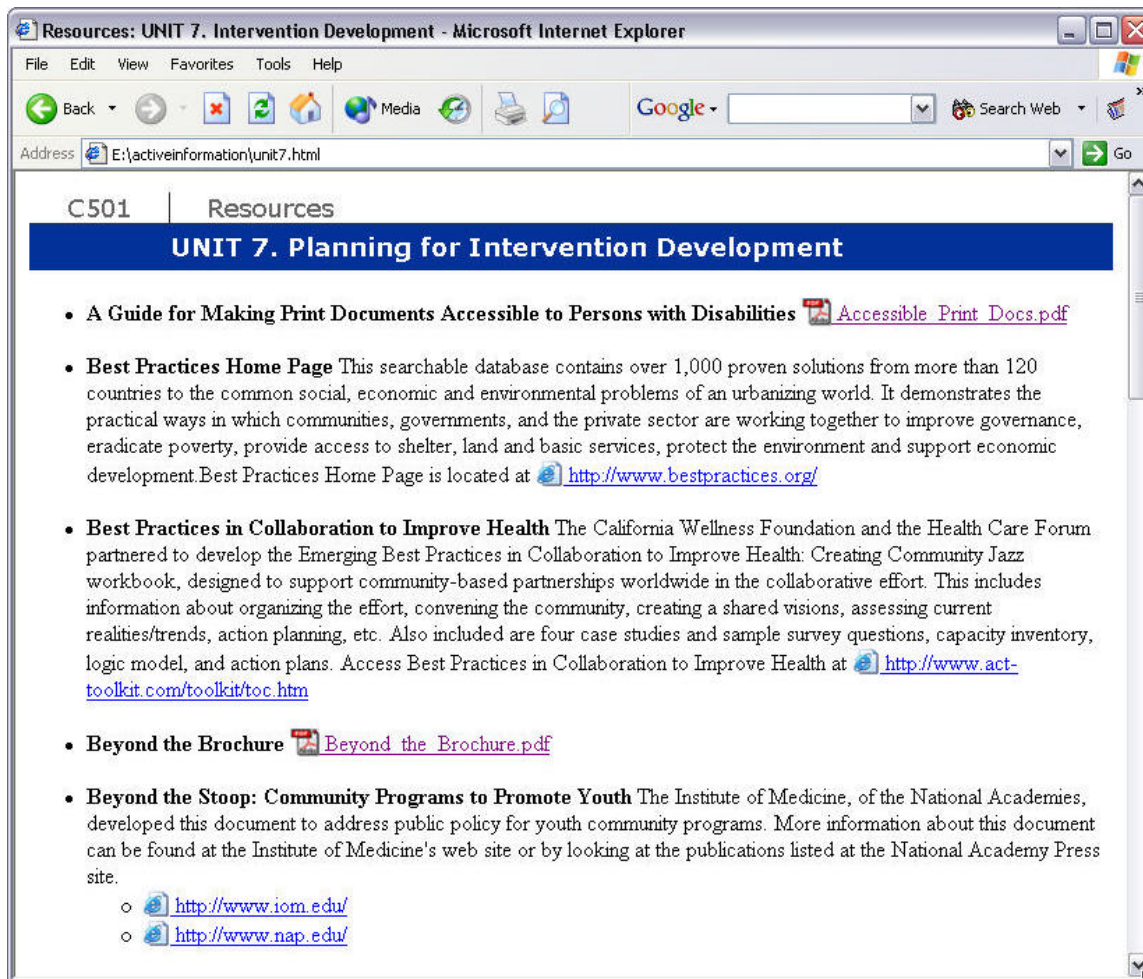 Resources: UNIT 7. Intervention Development - Microsoft Internet Explorer
File Edit View Favorites Tools Help
Back Media Google Search Web »
Address E:\activeinformation\unit7.html Go
C501 Resources
UNIT 7. Planning for Intervention Development
• A Guide for Making Print Documents Accessible to Persons with Disabilities Accessible_Print_Docs.pdf
• Best Practices Home Page This searchable database contains over 1,000 proven solutions from more than 120
countries to the common social, economic and environmental problems of an urbanizing world. It demonstrates the
practical ways in which communities, governments, and the private sector are working together to improve governance,
eradicate poverty, provide access to shelter, land and basic services, protect the environment and support economic
development.Best Practices Home Page is located at http://www.bestpractices.org/
• Best Practices in Collaboration to Improve Health The California Wellness Foundation and the Health Care Forum
partnered to develop the Emerging Best Practices in Collaboration to Improve Health: Creating Community Jazz
workbook, designed to support community-based partnerships worldwide in the collaborative effort. This includes
information about organizing the effort, convening the community, creating a shared visions, assessing current
realities/trends, action planning, etc. Also included are four case studies and sample survey questions, capacity inventory,
logic model, and action plans. Access Best Practices in Collaboration to Improve Health at http://www.act-
toolkit.com/toolkit/toc.htm
• Beyond the Brochure Beyond_the_Brochure.pdf
• Beyond the Stoop: Community Programs to Promote Youth The Institute of Medicine, of the National Academies,
developed this document to address public policy for youth community programs. More information about this document
can be found at the Institute of Medicine's web site or by looking at the publications listed at the National Academy Press
site.
○ http://www.iom.edu/
○ http://www.nap.edu/